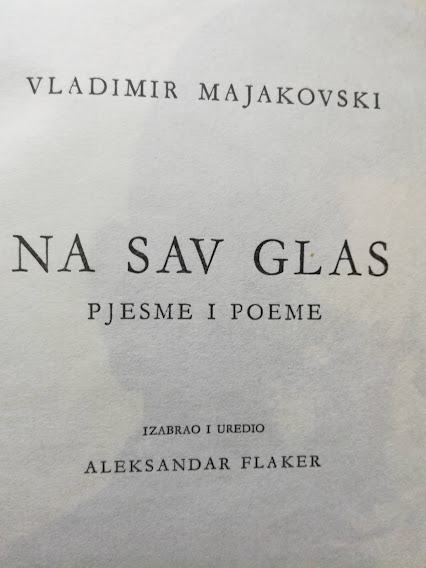 VLADIMIR MAJAKOVSKI
NA SAV GLAS
PJESME I POEME
IZABRAO I UREDIO
ALEKSANDAR FLAKER